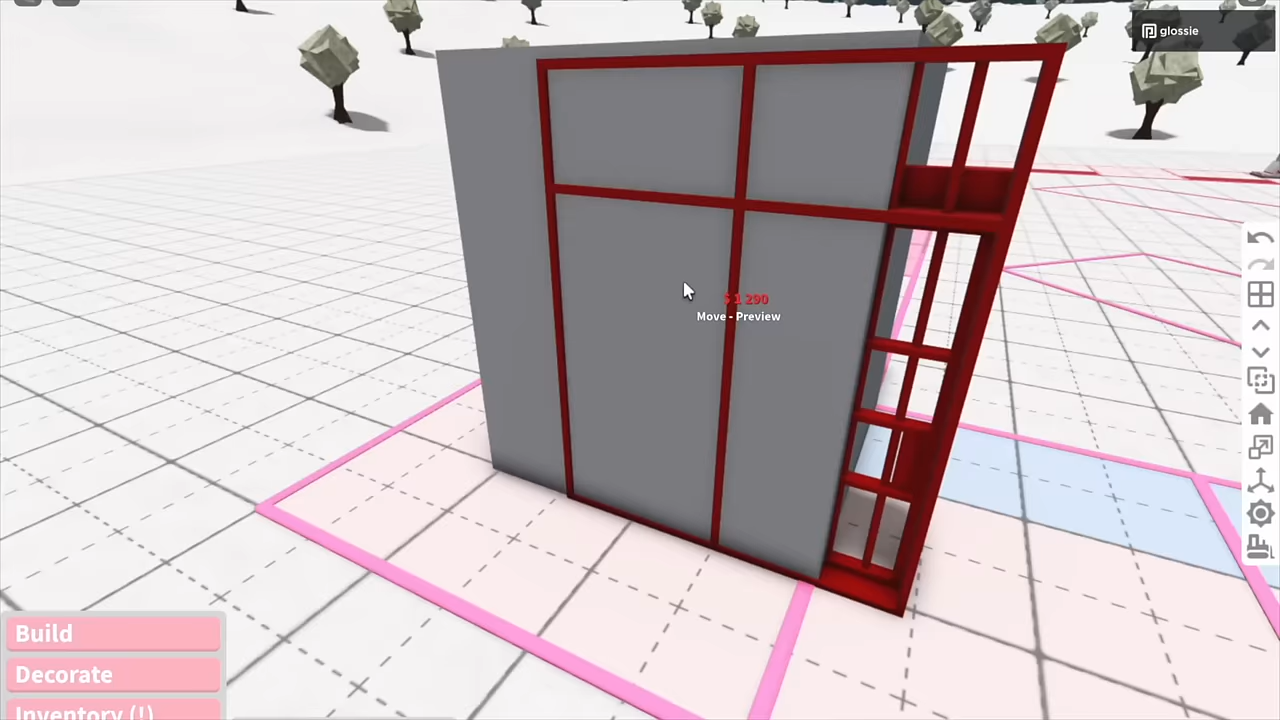 glossie
$ 1 290
Move - Preview
Build
Decorate
Inventory (!)